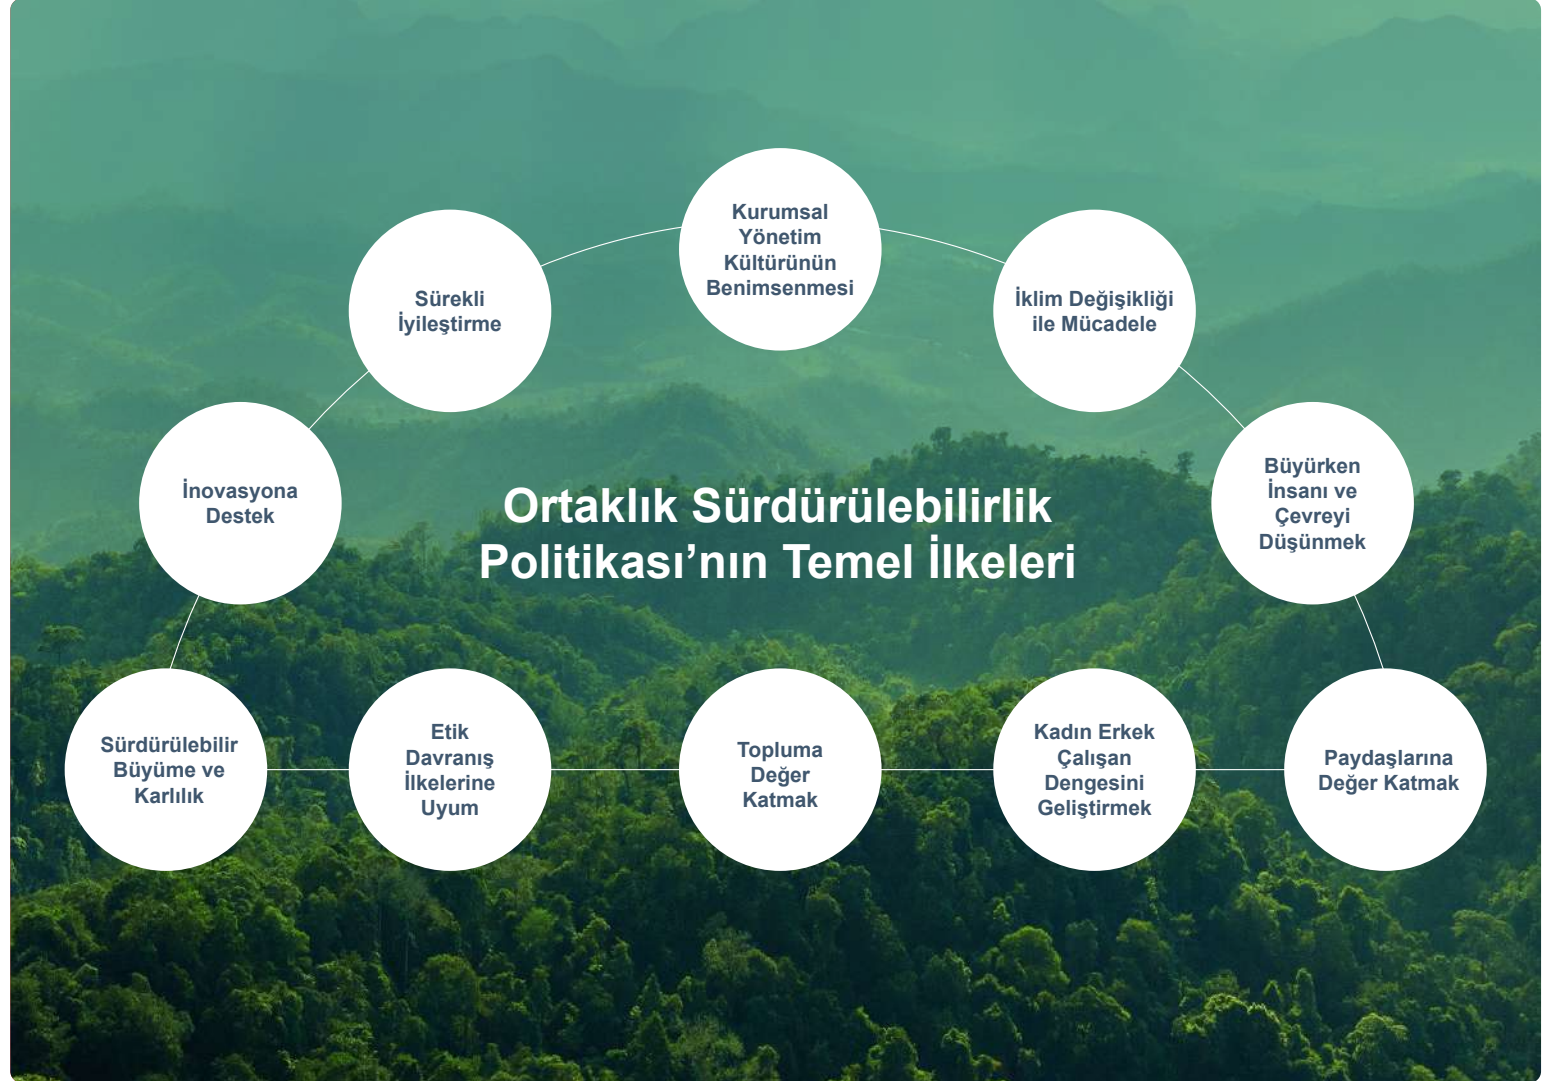 Kurumsal
Yönetim
Kültürünün
Benimsenmesi
Sürekli
İyileştirme
İklim Değişikliği
ile Mücadele
İnovasyona
Destek
Büyürken
İnsanı ve
Çevreyi
Düşünmek
Ortaklık Sürdürülebilirlik
Politikası’nın Temel İlkeleri
Sürdürülebilir
Büyüme ve
Karlılık
Etik
Davranış
İlkelerine
Uyum
Topluma
Değer
Katmak
Kadın Erkek
Çalışan
Dengesini
Geliştirmek
Paydaşlarına
Değer Katmak